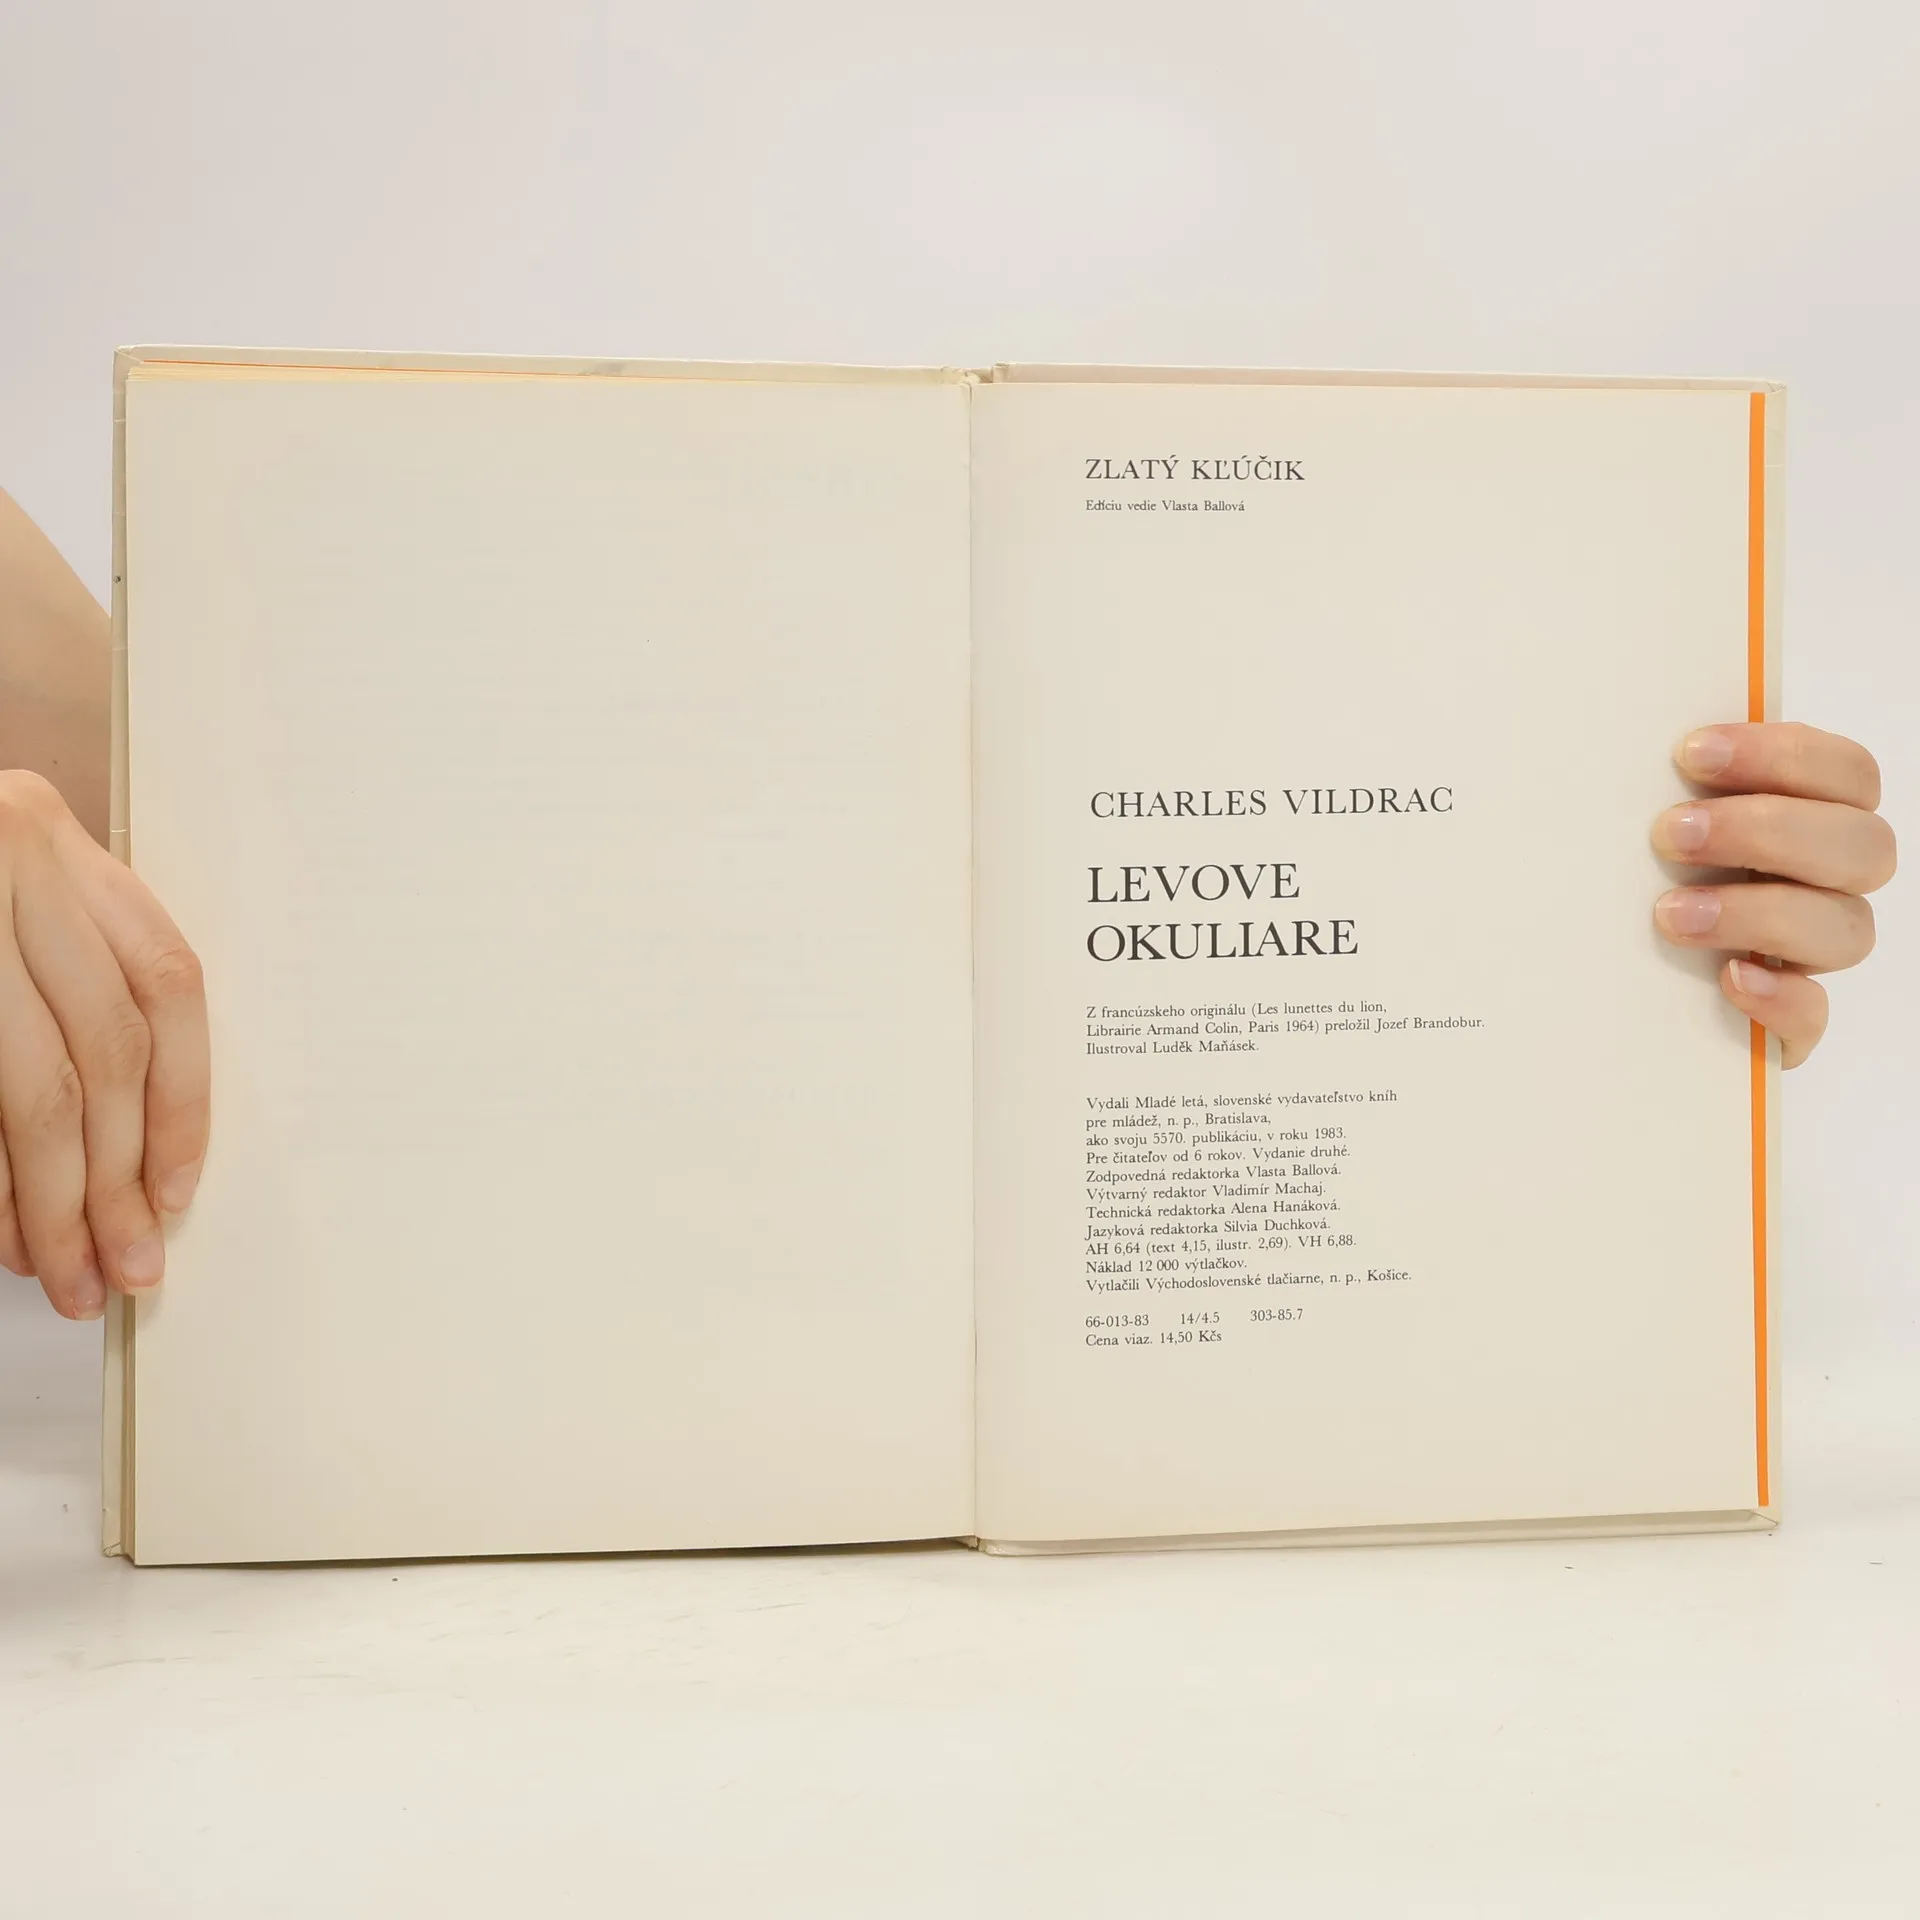 ZLATÝ KĽÚČIK
Edíciu vedie Vlasta Ballová
CHARLES VILDRAC
LEVOVE
OKULIARE
Z francúzskeho originálu (Les lunettes du lion,
Librairie Armand Colin, Paris 1964) preložil Jozef Brandobur.
Ilustroval Luděk Maňásek.
Vydali Mladé letá, slovenské vydavateľstvo kníh
pre mládež, n. p., Bratislava,
ako svoju 5570. publikáciu, v roku 1983.
Pre čitateľov od 6 rokov. Vydanie druhé.
Zodpovedná redaktorka Vlasta Ballová.
Výtvarný redaktor Vladimír Machaj.
Technická redaktorka Alena Hanáková.
Jazyková redaktorka Silvia Duchková.
AH 6,64 (text 4,15, ilustr. 2,69). VH 6,88.
Náklad 12 000 výtlačkov.
Vytlačili Východoslovenské tlačiarne, n. p., Košice.
66-013-83 14/4.5 303-85.7
Cena viaz. 14,50 Kčs